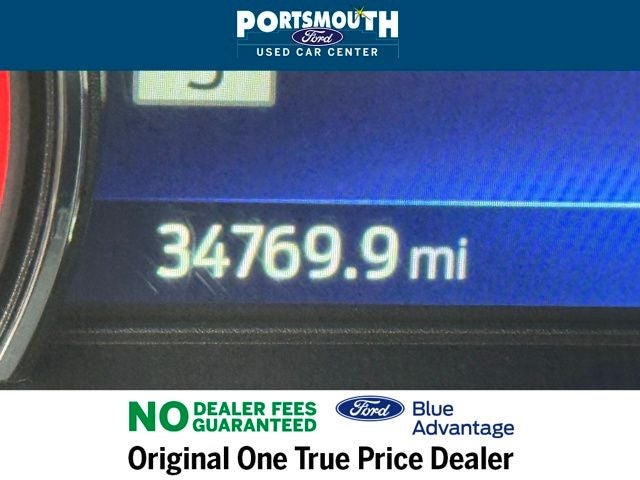 PORTSMOUTH
Ford
USED CAR CENTER
34769.9 mi
NO DEALER FEES
GUARANTEED
Ford Blue
Advantage
Original One True Price Dealer